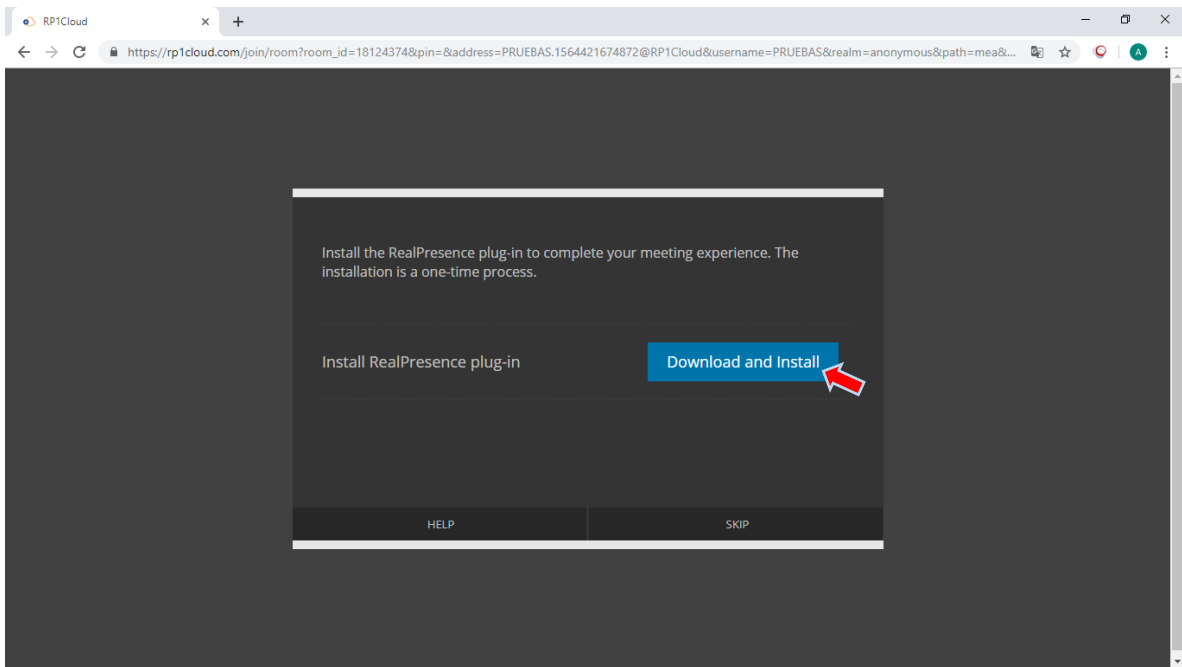 RP1Cloud
https://rp1cloud.com/join/room?room_id=18124374&pin=&address=PRUEBAS.1564421674872@RP1Cloud&username=PRUEBAS&realm=anonymous&path=mea&...
A
Install the RealPresence plug-in to complete your meeting experience. The
installation is a one-time process.
Install RealPresence plug-in
Download and Install
HELP
SKIP